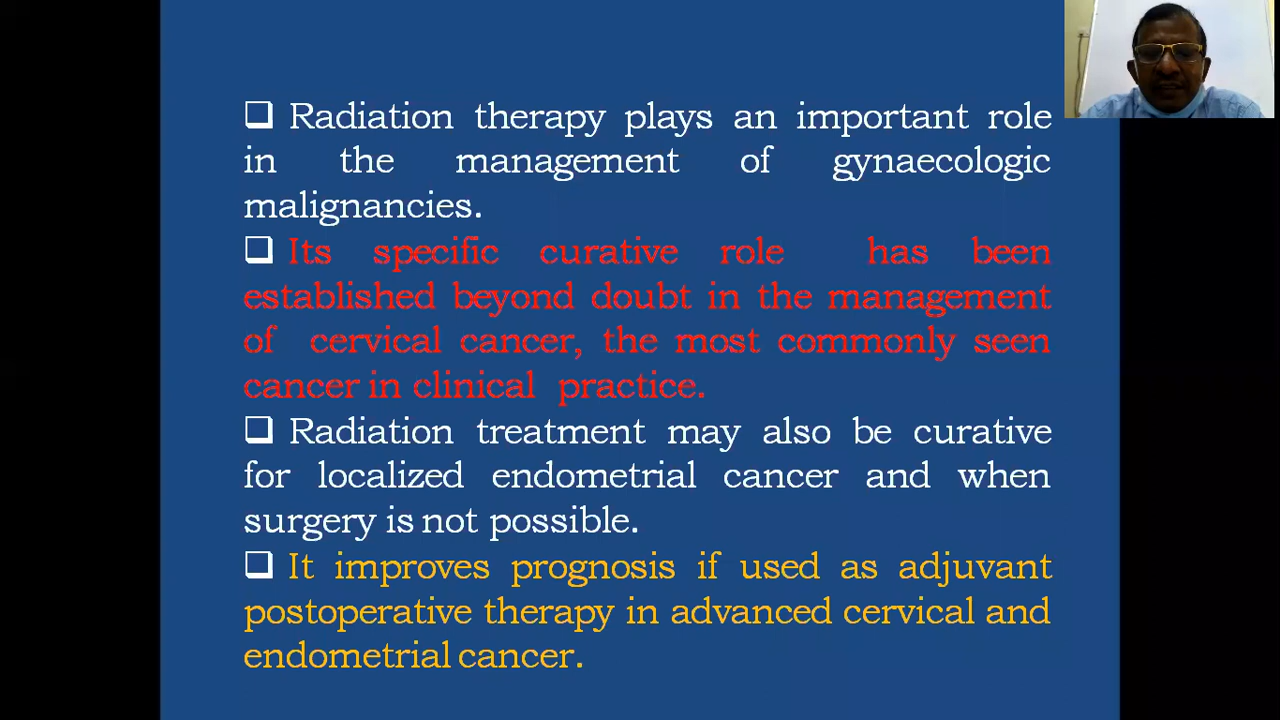 Radiation therapy plays an important role
in the management of gynaecologic
malignancies.
Its specific curative role has been
established beyond doubt in the management
of cervical cancer, the most commonly seen
cancer in clinical practice.
Radiation treatment may also be curative
for localized endometrial cancer and when
surgery is not possible.
It improves prognosis if used as adjuvant
postoperative therapy in advanced cervical and
endometrial cancer.